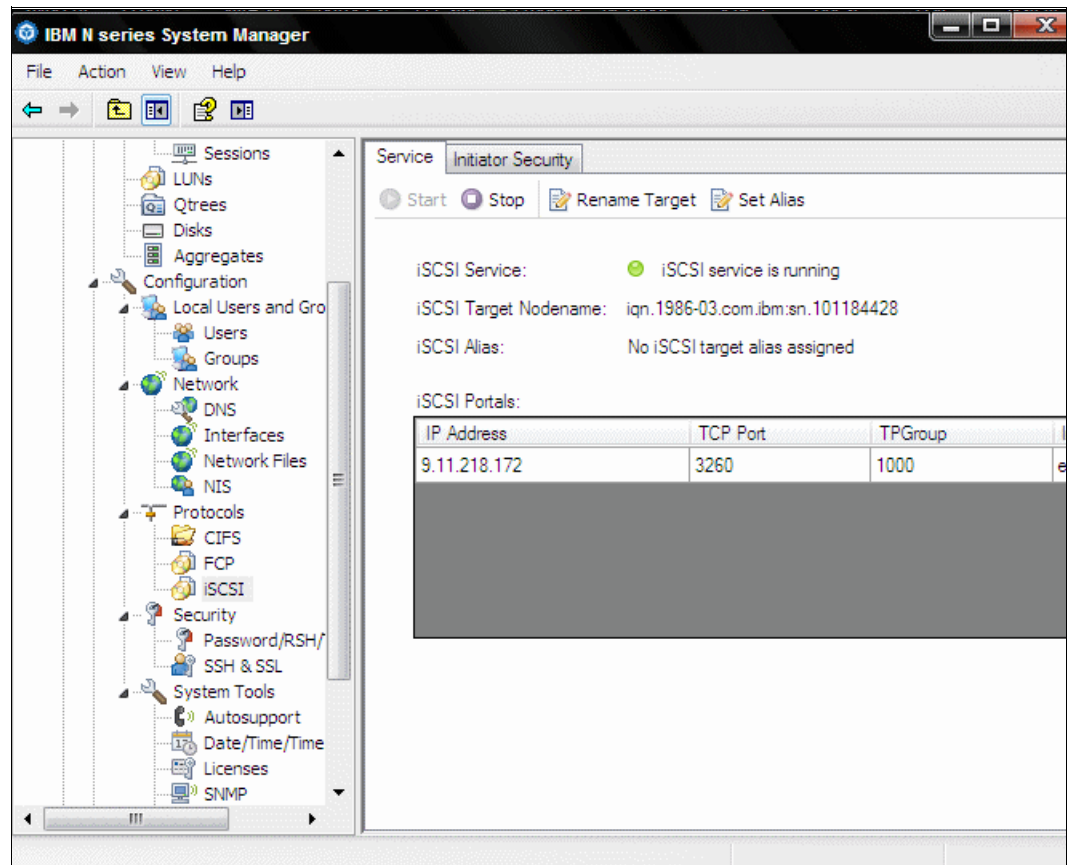 IBM N series System Manager
File Action View Help
Sessions
LUNs
Qtrees
Disks
Aggregates
Configuration
Local Users and Gro
Users
Groups
Network
DNS
Interfaces
Network Files
NIS
Protocols
CIFS
FCP
iSCSI
Security
Password/RSH/
SSH & SSL
System Tools
Autosupport
Date/Time/Time
Licenses
SNMP
Service Initiator Security
Start Stop Rename Target Set Alias
iSCSI Service: iSCSI service is running
iSCSI Target Nodename: iqn.1986-03.com.ibm:sn.101184428
iSCSI Alias: No iSCSI target alias assigned
iSCSI Portals:
IP Address TCP Port TPGroup
9.11.218.172 3260 1000